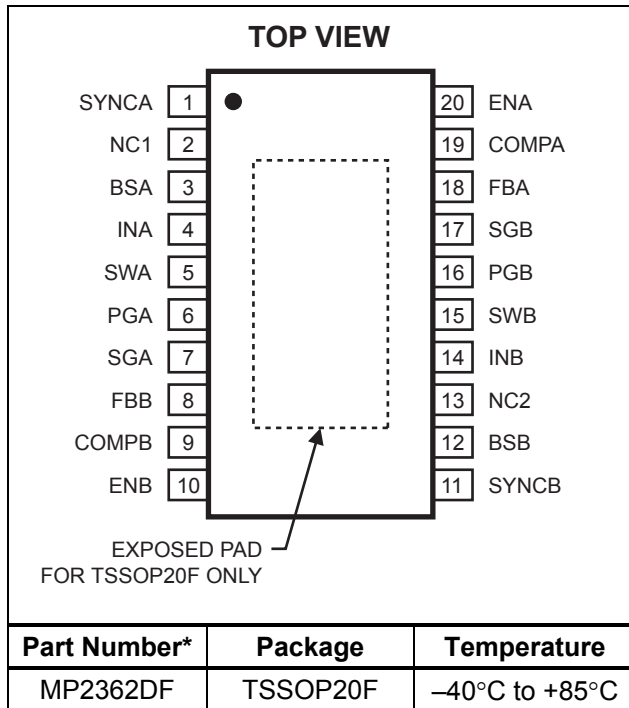 TOP VIEW
SYNCA 1 20 ENA
NC1 2 19 COMPA
BSA 3 18 FBA
INA 4 17 SGB
SWA 5 16 PGB
PGA 6 15 SWB
SGA 7 14 INB
FBB 8 13 NC2
COMPB 9 12 BSB
ENB 10 11 SYNCB
EXPOSED PAD
FOR TSSOP20F ONLY
Part Number* Package Temperature
MP2362DF TSSOP20F –40°C to +85°C